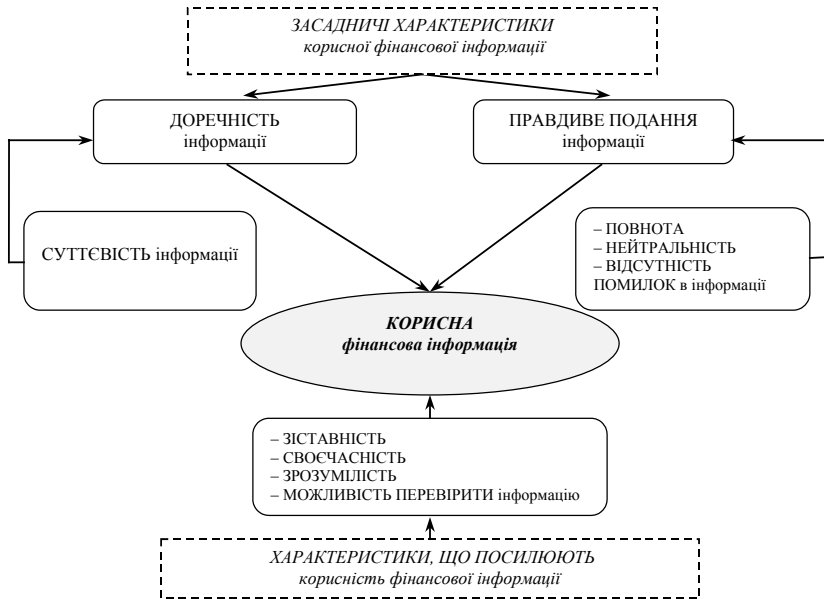 ЗАСАДНИЧІ ХАРАКТЕРИСТИКИ
корисної фінансової інформації
ДОРЕЧНІСТЬ
інформації
ПРАВДИВЕ ПОДАННЯ
інформації
СУТТЄВІСТЬ інформації
– ПОВНОТА
– НЕЙТРАЛЬНІСТЬ
– ВІДСУТНІСТЬ
ПОМИЛОК в інформації
КОРИСНА
фінансова інформація
– ЗІСТАВНІСТЬ
– СВОЄЧАСНІСТЬ
– ЗРОЗУМІЛІСТЬ
– МОЖЛИВІСТЬ ПЕРЕВІРИТИ інформацію
ХАРАКТЕРИСТИКИ, ЩО ПОСИЛЮЮТЬ
корисність фінансової інформації